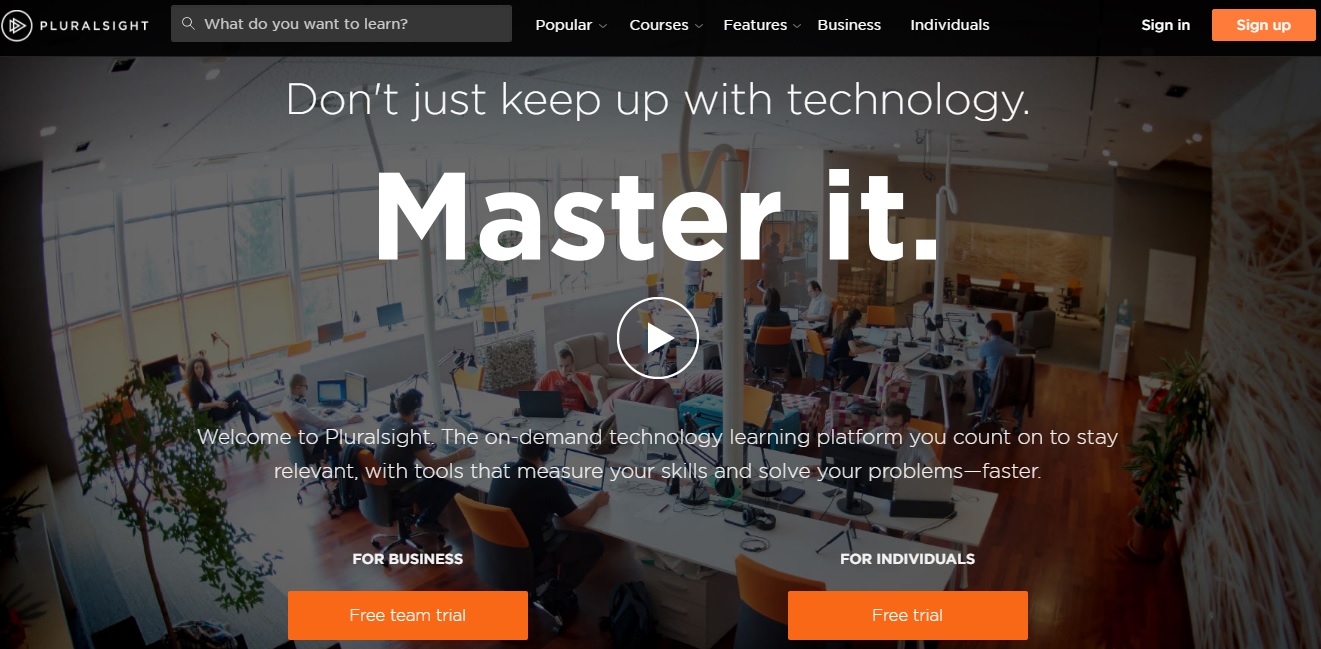 PLURALSIGHT
What do you want to learn?
Popular
Courses
Features
Business
Individuals
Sign in
Sign up
Don't just keep up with technology.
Master it.
Welcome to Pluralsight. The on-demand technology learning platform you count on to stay
relevant, with tools that measure your skills and solve your problems—faster.
FOR BUSINESS
FOR INDIVIDUALS
Free team trial
Free trial